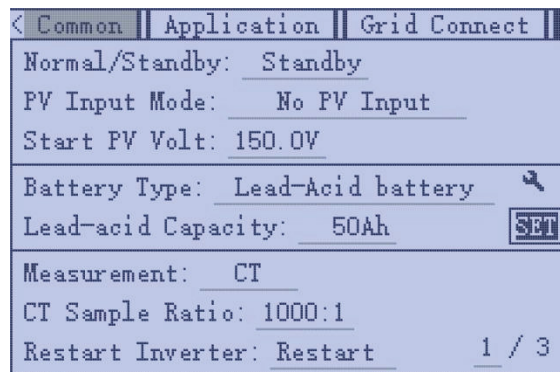 < Common Application Grid Connect
Normal/Standby: Standby
PV Input Mode: No PV Input
Start PV Volt: 150.0V
Battery Type: Lead-Acid battery
Lead-acid Capacity: 50Ah SET
Measurement: CT
CT Sample Ratio: 1000:1
Restart Inverter: Restart 1 / 3